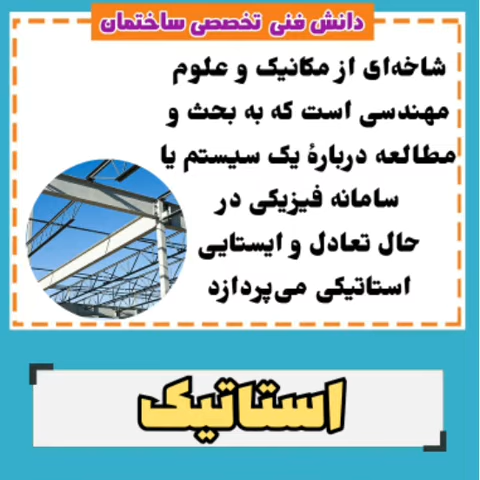 دانش فنی تخصصی ساختمان
شاخه‌ای از مکانیک و علوم
مهندسی است که به بحث و
مطالعه دربارهٔ یک سیستم یا
سامانه فیزیکی در
حال تعادل و ایستایی
استاتیکی می‌پردازد
استاتیک